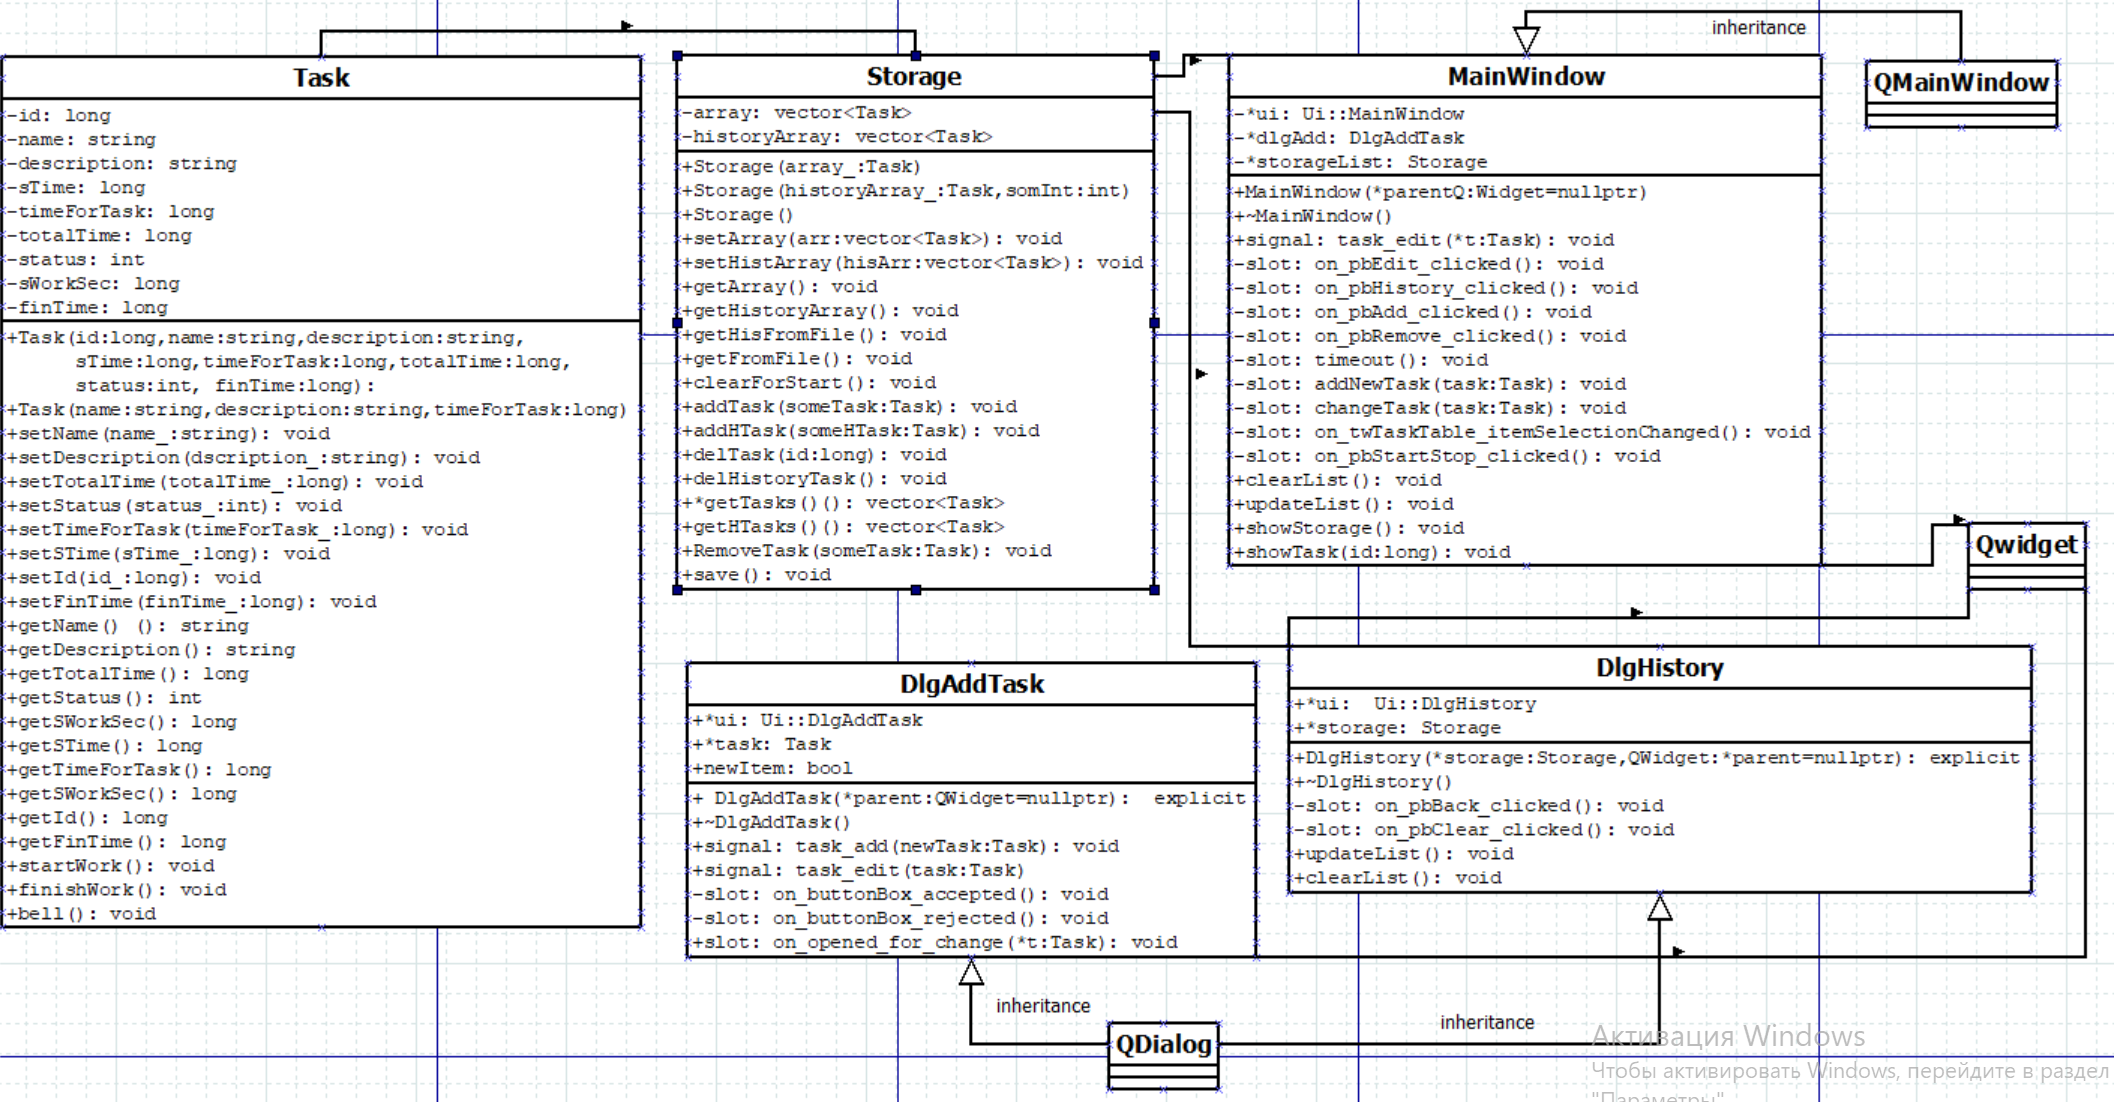 Task
-id: long
-name: string
-description: string
-sTime: long
-timeForTask: long
-totalTime: long
-status: int
-sWorkSec: long
-finTime: long
+Task(id:long,name:string,description:string,
sTime:long,timeForTask:long,totalTime:long,
status:int, finTime:long):
+Task(name:string,description:string,timeForTask:long)
+setName(name_:string): void
+setDescription(dscription_:string): void
+setTotalTime(totalTime_:long): void
+setStatus(status_:int): void
+setTimeForTask(timeForTask_:long): void
+setSTime(sTime_:long): void
+setId(id_:long): void
+setFinTime(finTime_:long): void
+getName() (): string
+getDescription(): string
+getTotalTime(): long
+getStatus(): int
+getSWorkSec(): long
+getSTime(): long
+getTimeForTask(): long
+getSWorkSec(): long
+getId(): long
+getFinTime(): long
+startWork(): void
+finishWork(): void
+bell(): void
Storage
-array: vector<Task>
-historyArray: vector<Task>
+Storage(array_:Task)
+Storage(historyArray_:Task,somInt:int)
+Storage()
+setArray(arr:vector<Task>): void
+setHistArray(hisArr:vector<Task>): void
+getArray(): void
+getHistoryArray(): void
+getHisFromFile(): void
+getFromFile(): void
+clearForStart(): void
+addTask(someTask:Task): void
+addHTask(someHTask:Task): void
+delTask(id:long): void
+delHistoryTask(): void
+*getTasks()(): vector<Task>
+getHTasks()(): vector<Task>
+RemoveTask(someTask:Task): void
+save(): void
MainWindow
-*ui: Ui::MainWindow
-*dlgAdd: DlgAddTask
-*storageList: Storage
+MainWindow(*parentQ:Widget=nullptr)
+~MainWindow()
+signal: task_edit(*t:Task): void
-slot: on_pbEdit_clicked(): void
-slot: on_pbHistory_clicked(): void
-slot: on_pbAdd_clicked(): void
-slot: on_pbRemove_clicked(): void
-slot: timeout(): void
-slot: addNewTask(task:Task): void
-slot: changeTask(task:Task): void
-slot: on_twTaskTable_itemSelectionChanged(): void
-slot: on_pbStartStop_clicked(): void
+clearList(): void
+updateList(): void
+showStorage(): void
+showTask(id:long): void
inheritance
QMainWindow
Qwidget
DlgAddTask
+*ui: Ui::DlgAddTask
+*task: Task
+newItem: bool
+ DlgAddTask(*parent:QWidget=nullptr): explicit
+~DlgAddTask()
+signal: task_add(newTask:Task): void
+signal: task_edit(task:Task)
-slot: on_buttonBox_accepted(): void
-slot: on_buttonBox_rejected(): void
+slot: on_opened_for_change(*t:Task): void
DlgHistory
+*ui: Ui::DlgHistory
+*storage: Storage
+DlgHistory(*storage:Storage,QWidget:*parent=nullptr): explicit
+~DlgHistory()
-slot: on_pbBack_clicked(): void
-slot: on_pbClear_clicked(): void
+updateList(): void
+clearList(): void
inheritance
QDialog
inheritance
Активация Windows
Чтобы активировать Windows, перейдите в раздел
"Параметры".